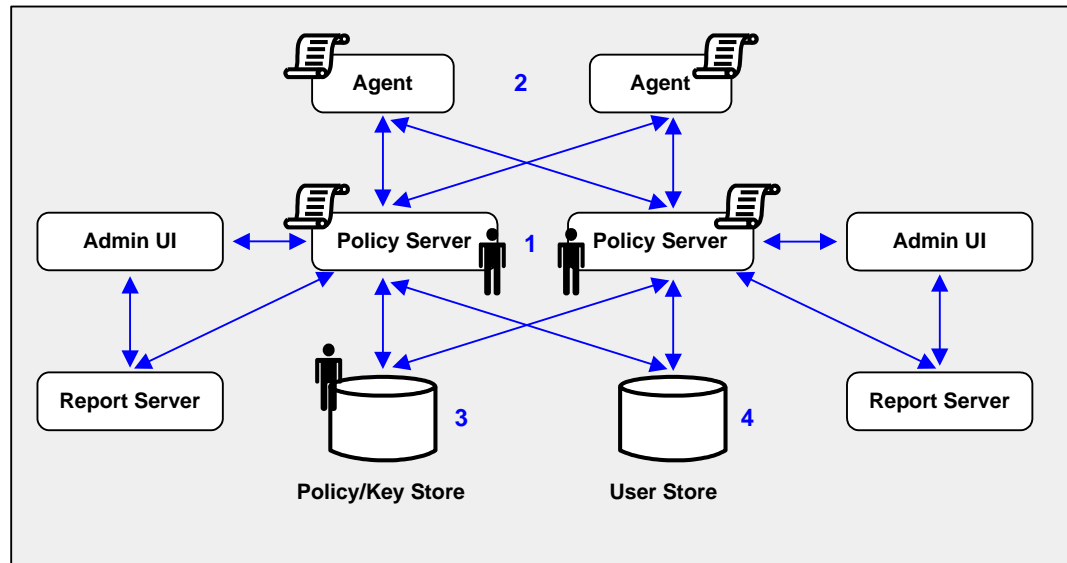 Agent
2
Agent
Policy Server
1
Policy Server
Admin UI
Admin UI
Report Server
3
4
Report Server
Policy/Key Store
User Store